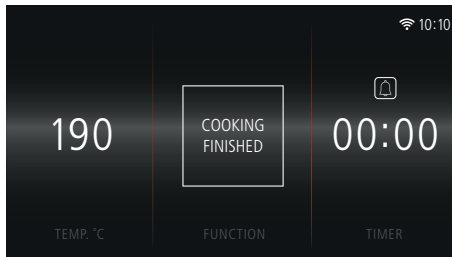 10:10
190
COOKING
FINISHED
00:00
TEMP. °C
FUNCTION
TIMER